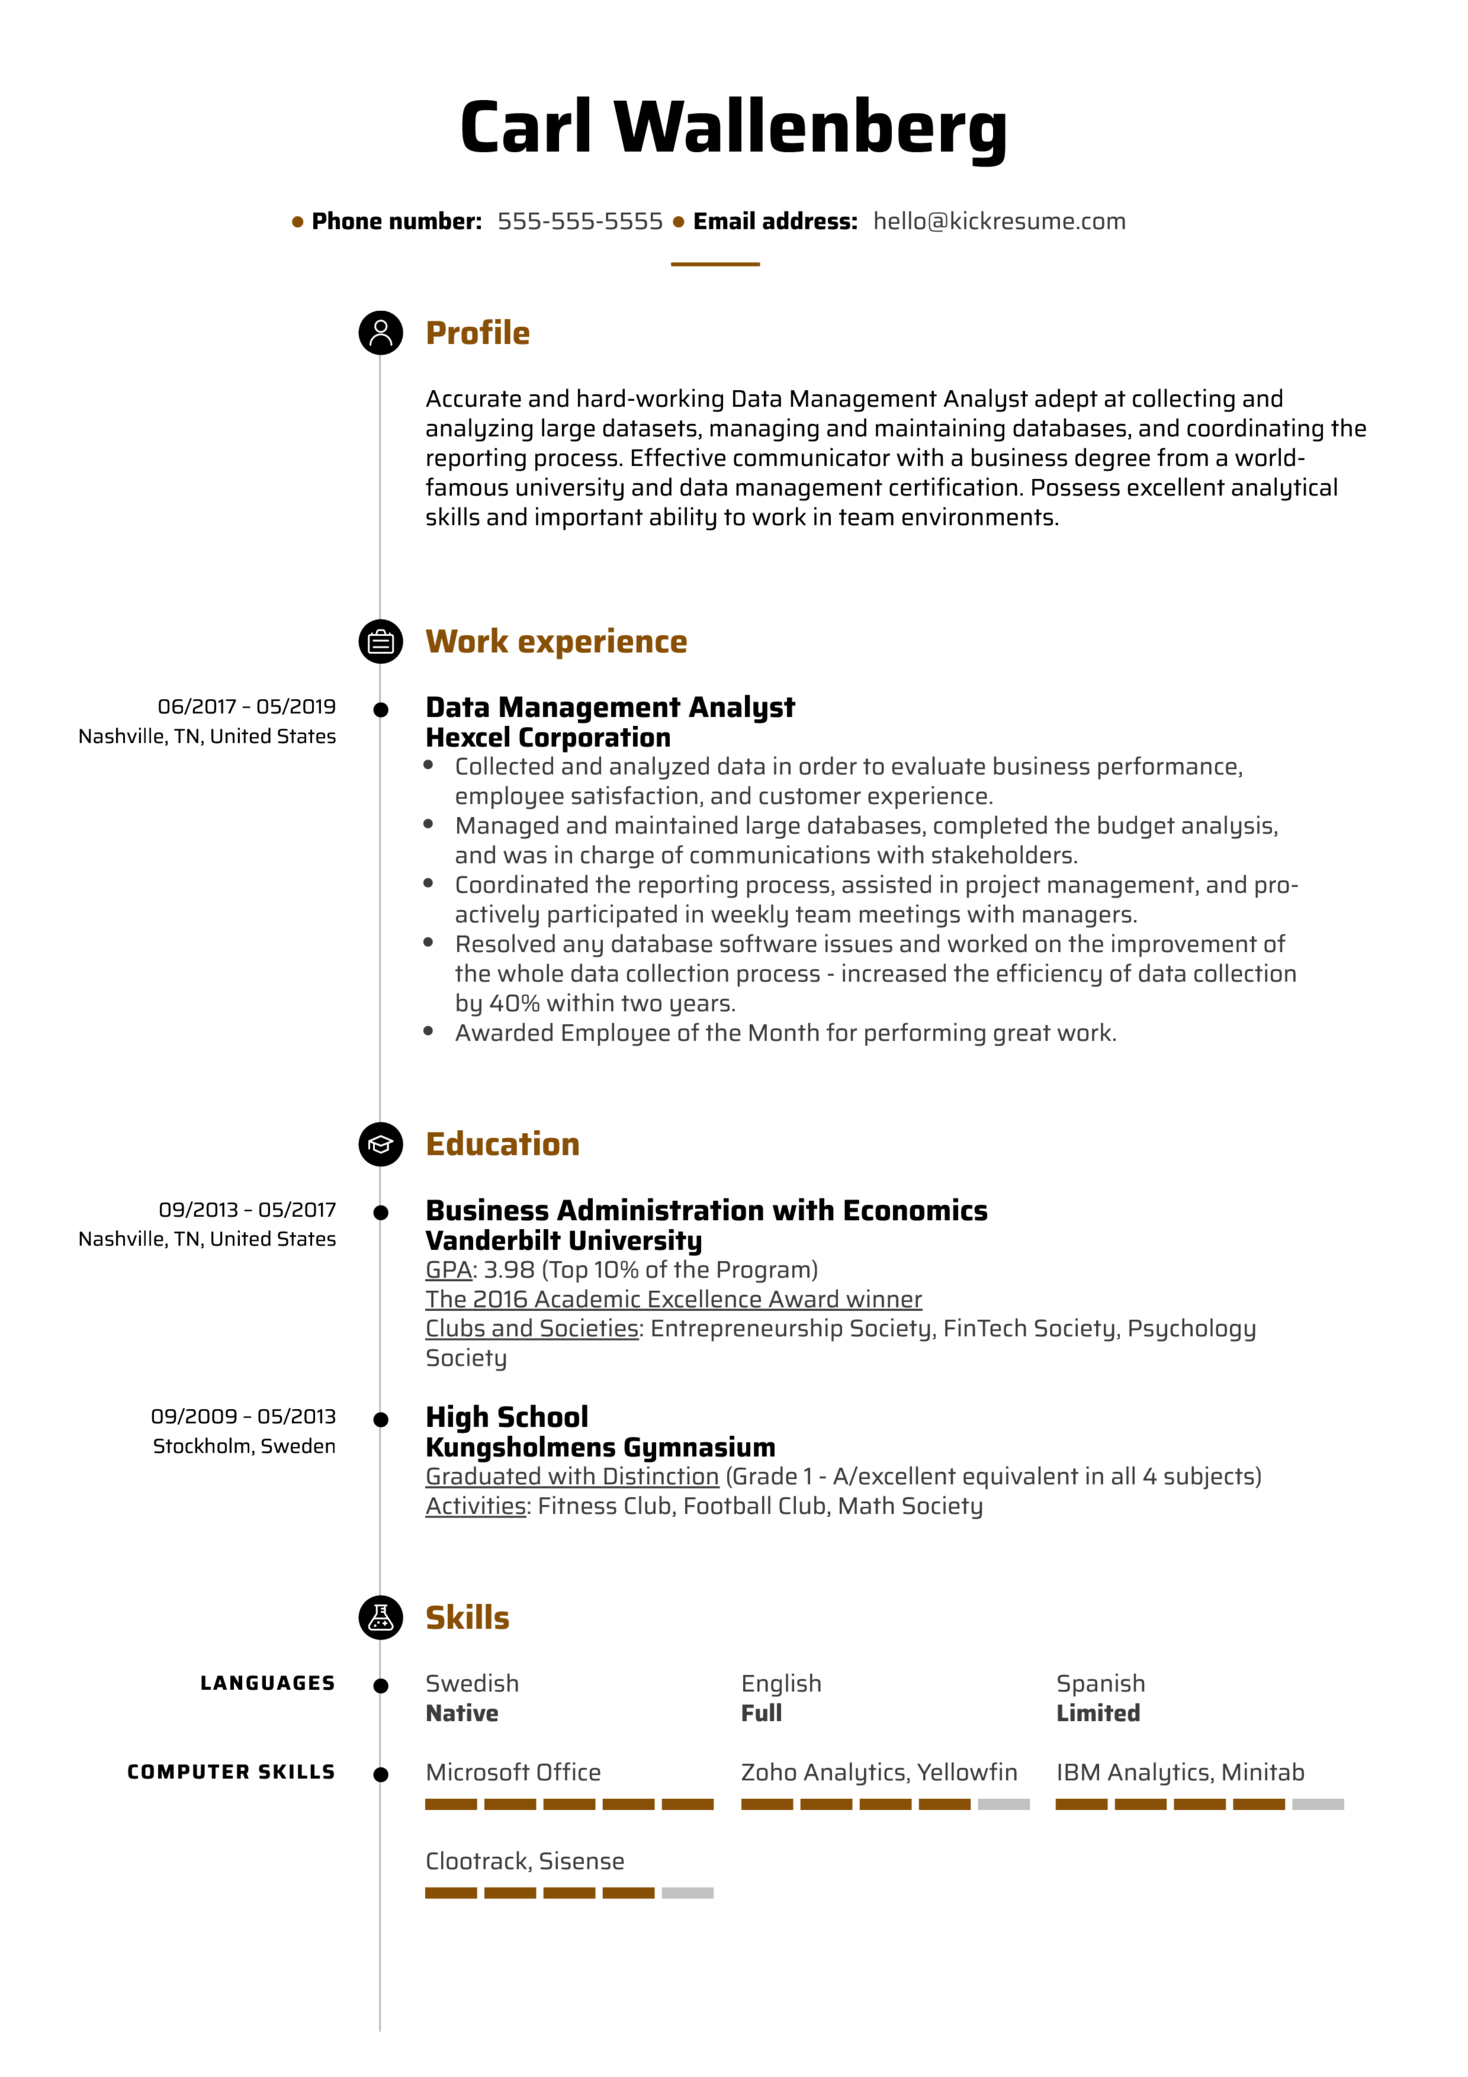 Carl Wallenberg
● Phone number: 555-555-5555 ● Email address: hello@kickresume.com
Profile
Accurate and hard-working Data Management Analyst adept at collecting and
analyzing large datasets, managing and maintaining databases, and coordinating the
reporting process. Effective communicator with a business degree from a world-
famous university and data management certification. Possess excellent analytical
skills and important ability to work in team environments.
Work experience
06/2017 – 05/2019
Nashville, TN, United States
Data Management Analyst
Hexcel Corporation
• Collected and analyzed data in order to evaluate business performance,
employee satisfaction, and customer experience.
• Managed and maintained large databases, completed the budget analysis,
and was in charge of communications with stakeholders.
• Coordinated the reporting process, assisted in project management, and pro-
actively participated in weekly team meetings with managers.
• Resolved any database software issues and worked on the improvement of
the whole data collection process - increased the efficiency of data collection
by 40% within two years.
• Awarded Employee of the Month for performing great work.
Education
09/2013 – 05/2017
Nashville, TN, United States
Business Administration with Economics
Vanderbilt University
GPA: 3.98 (Top 10% of the Program)
The 2016 Academic Excellence Award winner
Clubs and Societies: Entrepreneurship Society, FinTech Society, Psychology
Society
09/2009 – 05/2013
Stockholm, Sweden
High School
Kungsholmens Gymnasium
Graduated with Distinction (Grade 1 - A/excellent equivalent in all 4 subjects)
Activities: Fitness Club, Football Club, Math Society
Skills
LANGUAGES
Swedish
Native
English
Full
Spanish
Limited
COMPUTER SKILLS
Microsoft Office
Zoho Analytics, Yellowfin
IBM Analytics, Minitab
Clootrack, Sisense